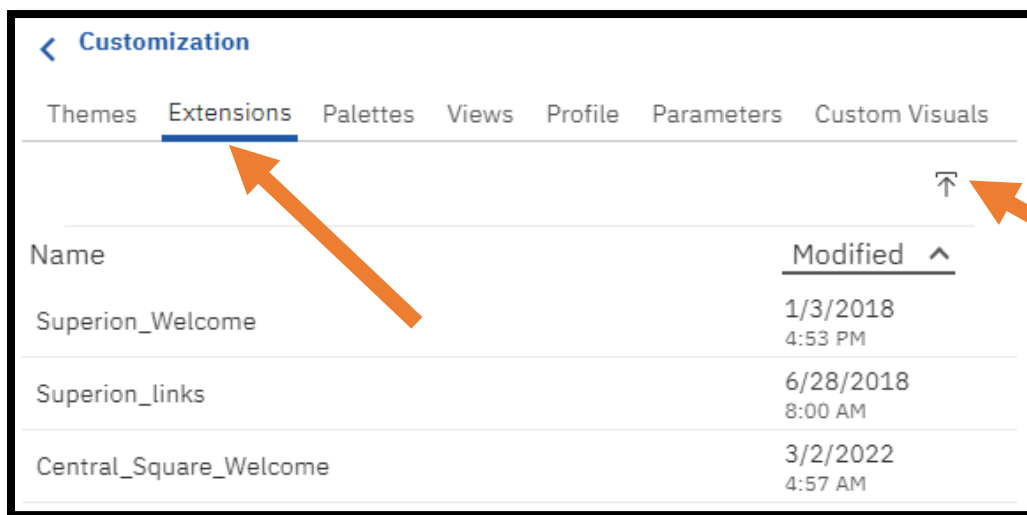 Customization
Themes Extensions Palettes Views Profile Parameters Custom Visuals
Name Modified
Superion_Welcome 1/3/2018
4:53 PM
Superion_links 6/28/2018
8:00 AM
Central_Square_Welcome 3/2/2022
4:57 AM